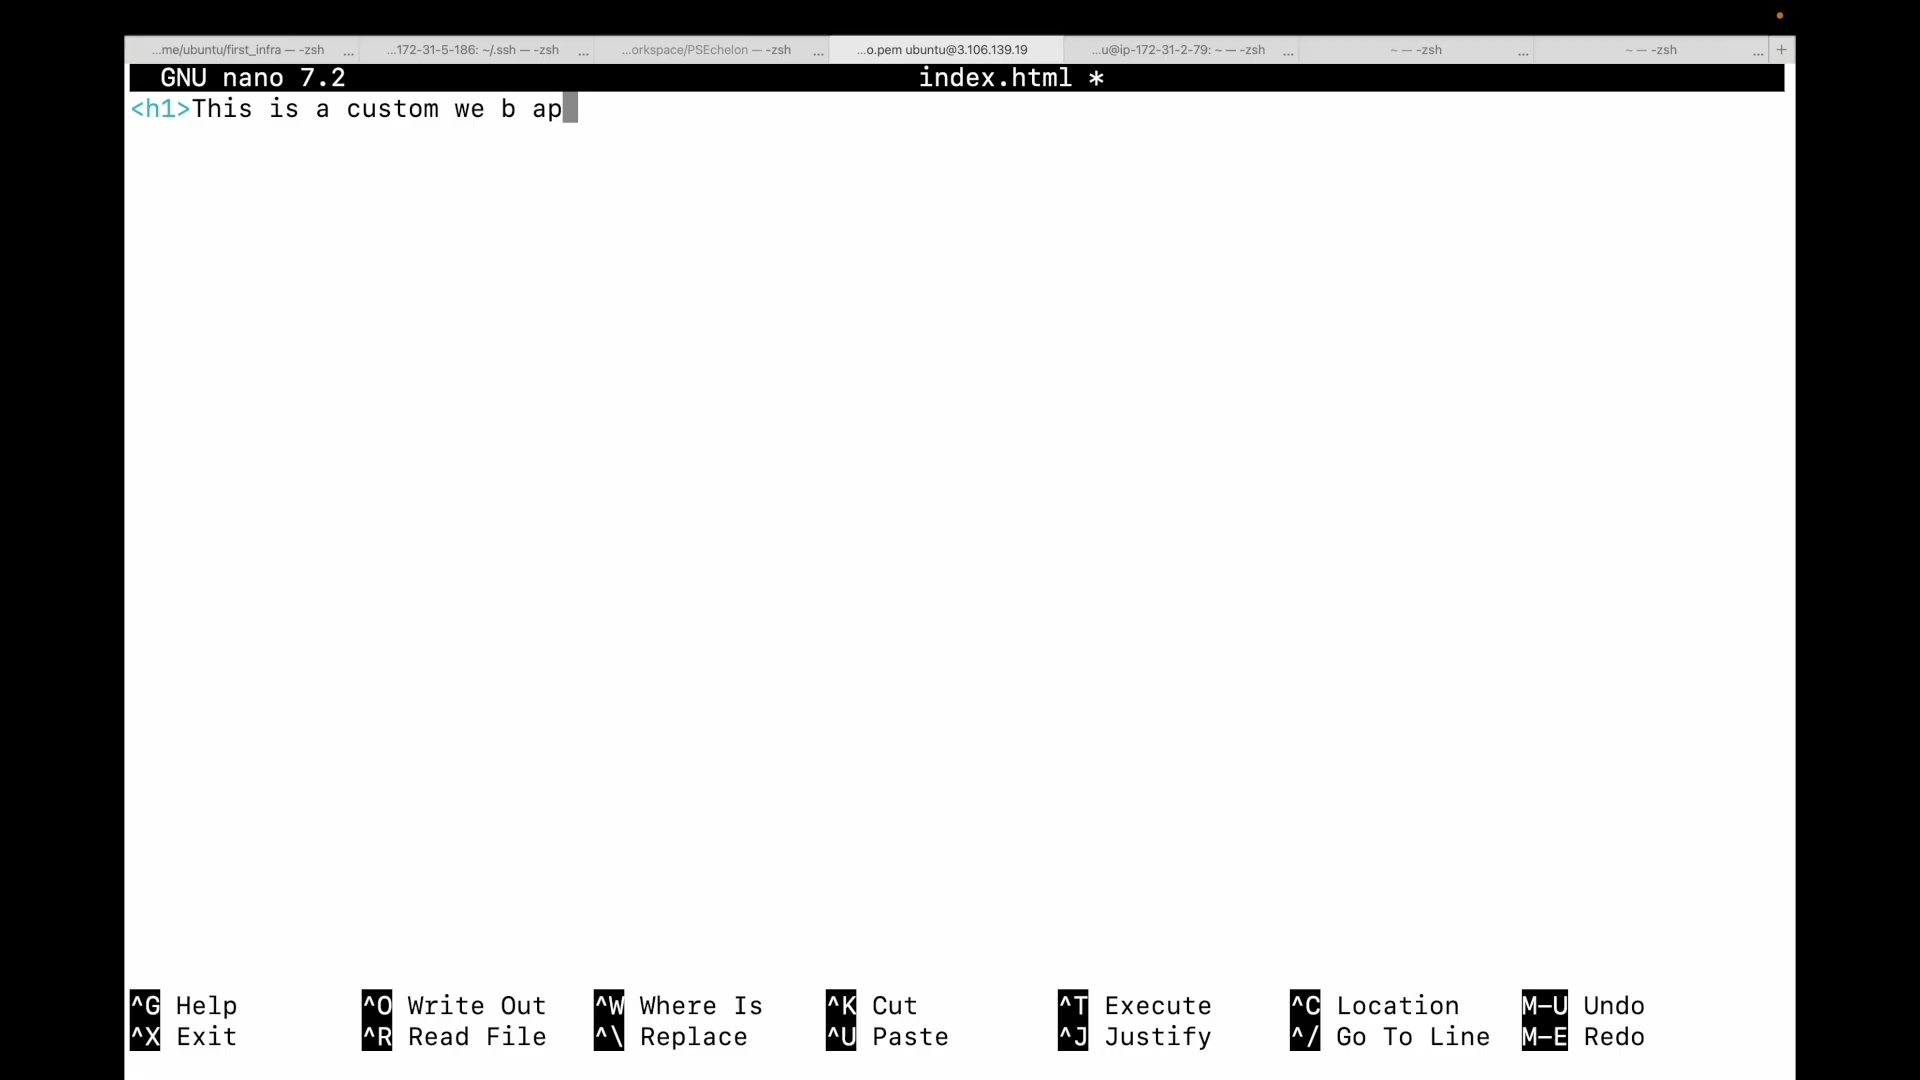 ...me/ubuntu/first_infra — -zsh ... ...172-31-5-186: ~/.ssh — -zsh ... ...orkspace/PSEchelon — -zsh ... ...o.pem ubuntu@3.106.139.19 ...u@ip-172-31-2-79: ~ — -zsh ... ~ — -zsh ... ~ — -zsh ... +
GNU nano 7.2 index.html *
<h1>This is a custom we b ap
^G Help ^O Write Out ^W Where Is ^K Cut ^T Execute ^C Location M-U Undo
^X Exit ^R Read File ^\ Replace ^U Paste ^J Justify ^/ Go To Line M-E Redo